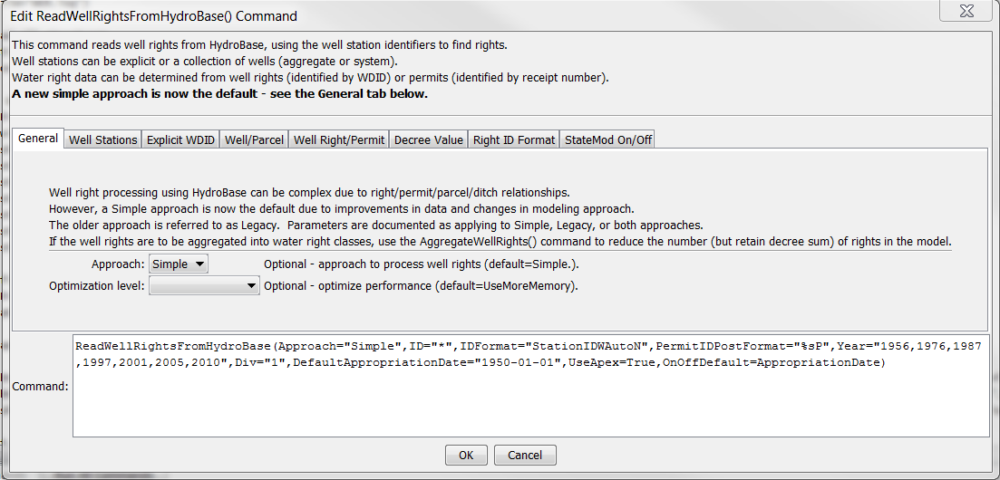 Edit ReadWellRightsFromHydroBase() Command
This command reads well rights from HydroBase, using the well station identifiers to find rights.
Well stations can be explicit or a collection of wells (aggregate or system).
Water right data can be determined from well rights (identified by WDID) or permits (identified by receipt number).
A new simple approach is now the default - see the General tab below.
General Well Stations Explicit WDID Well/Parcel Well Right/Permit Decree Value Right ID Format StateMod On/Off
Well right processing using HydroBase can be complex due to right/permit/parcel/ditch relationships.
However, a Simple approach is now the default due to improvements in data and changes in modeling approach.
The older approach is referred to as Legacy.  Parameters are documented as applying to Simple, Legacy, or both approaches.
If the well rights are to be aggregated into water right classes, use the AggregateWellRights() command to reduce the number (but retain decree sum) of rights in the model.
Approach: Simple Optional - approach to process well rights (default=Simple.).
Optimization level: Optional - optimize performance (default=UseMoreMemory).
ReadWellRightsFromHydroBase(Approach="Simple",ID="*",IDFormat="StationIDWAutoN",PermitIDPostFormat="%sP",Year="1956,1976,1987
,1997,2001,2005,2010",Div="1",DefaultAppropriationDate="1950-01-01",UseApex=True,OnOffDefault=AppropriationDate)
Command:
OK Cancel